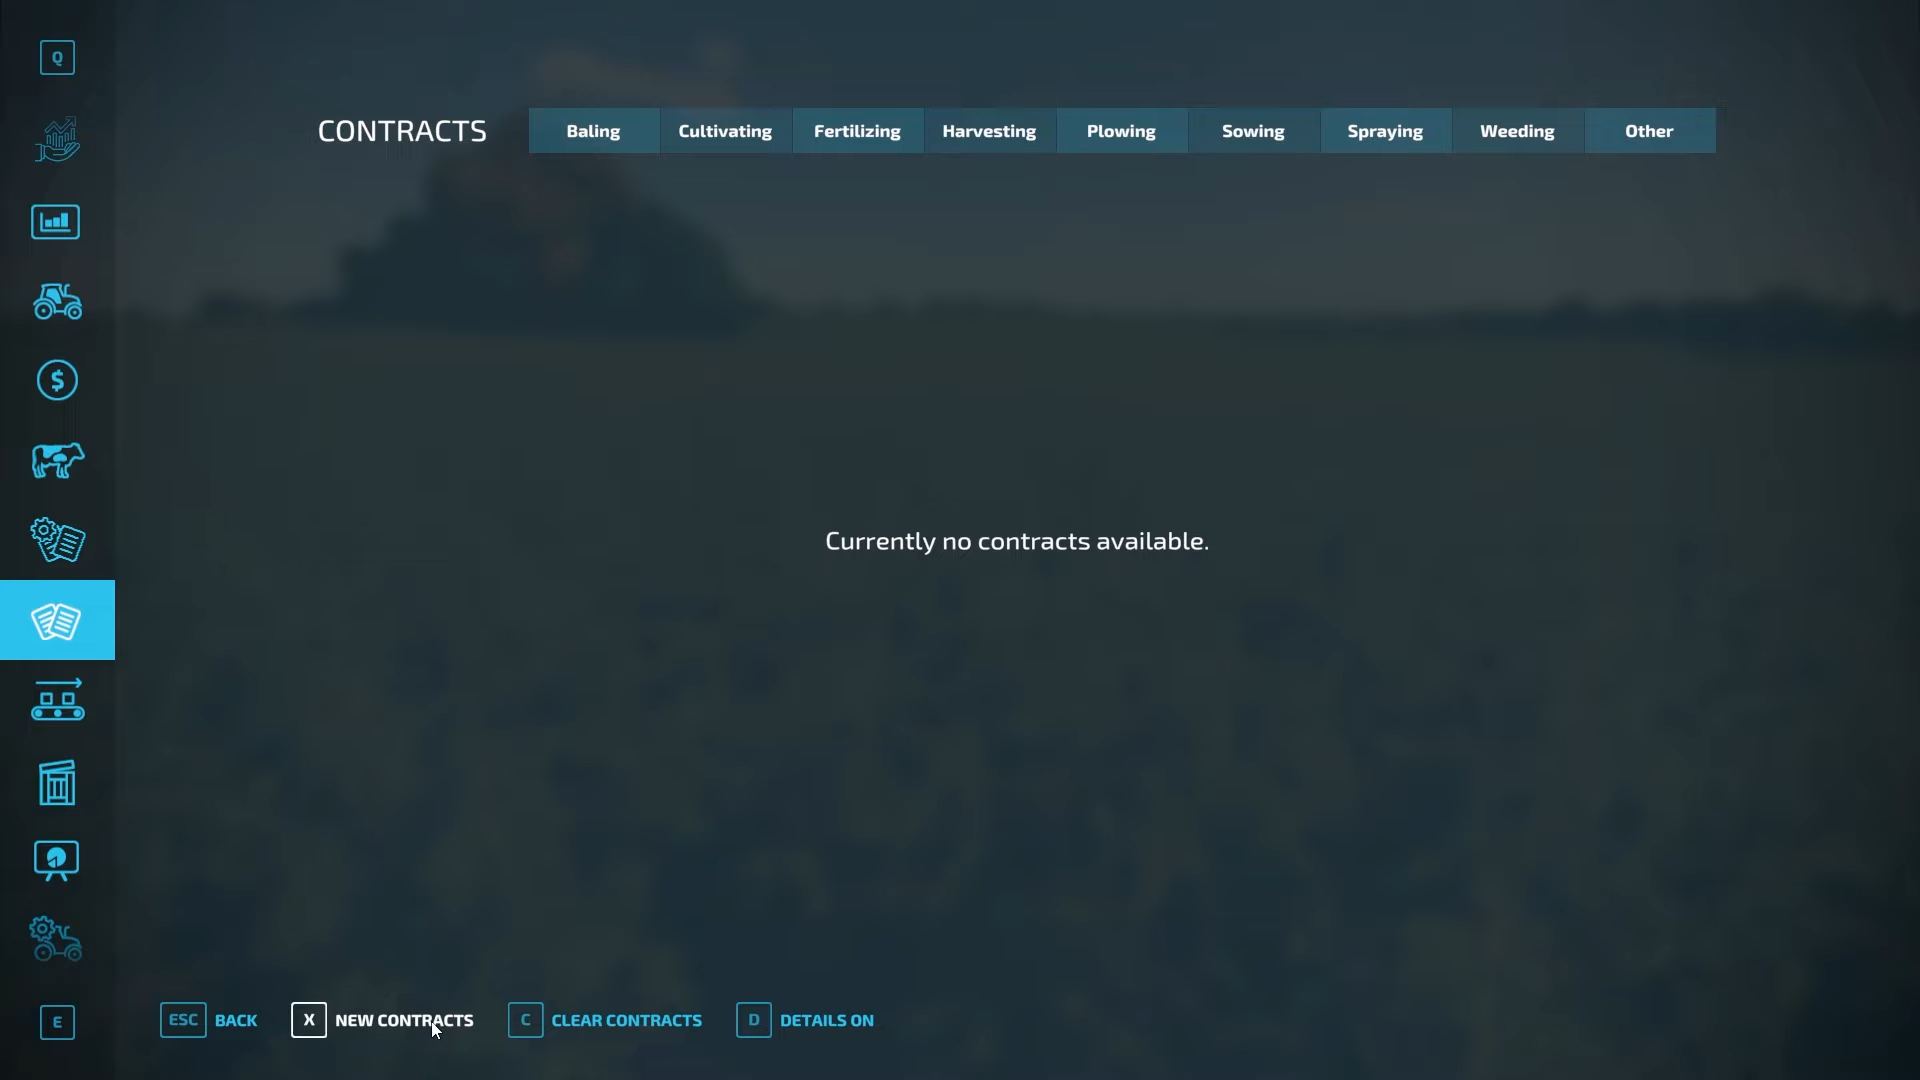 Q
CONTRACTS Baling Cultivating Fertilizing Harvesting Plowing Sowing Spraying Weeding Other
$
Currently no contracts available.
ESC BACK X NEW CONTRACTS C CLEAR CONTRACTS D DETAILS ON
E